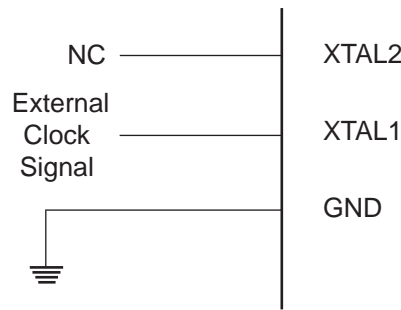 NC
XTAL2
External
Clock
Signal
XTAL1
GND